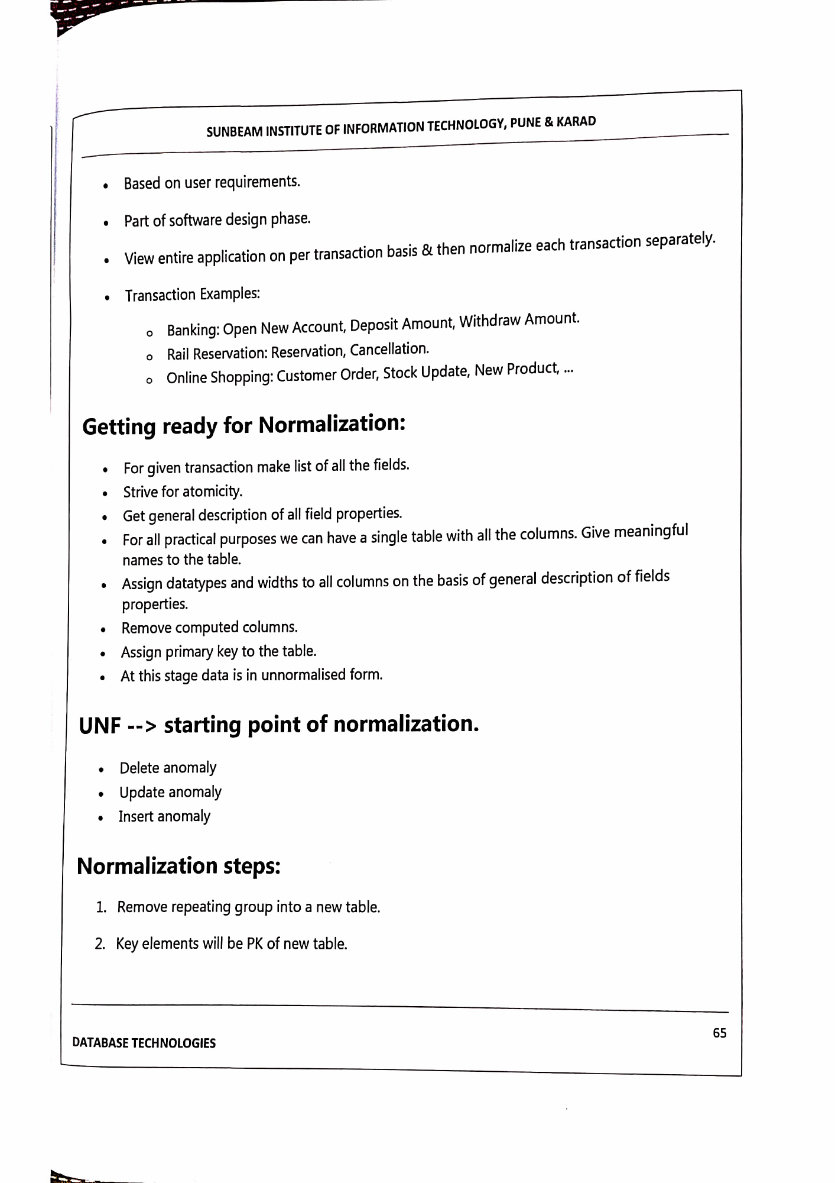 SUNBEAM INSTITUTE OF INFORMATION TECHNOLOGY, PUNE & KARAD
• Based on user requirements.
• Part of software design phase.
• View entire application on per transaction basis & then normalize each transaction separately.
• Transaction Examples:
o Banking: Open New Account, Deposit Amount, Withdraw Amount.
o Rail Reservation: Reservation, Cancellation.
o Online Shopping: Customer Order, Stock Update, New Product, ...
Getting ready for Normalization:
• For given transaction make list of all the fields.
• Strive for atomicity.
• Get general description of all field properties.
• For all practical purposes we can have a single table with all the columns. Give meaningful
names to the table.
• Assign datatypes and widths to all columns on the basis of general description of fields
properties.
• Remove computed columns.
• Assign primary key to the table.
• At this stage data is in unnormalised form.
UNF --> starting point of normalization.
• Delete anomaly
• Update anomaly
• Insert anomaly
Normalization steps:
1. Remove repeating group into a new table.
2. Key elements will be PK of new table.
DATABASE TECHNOLOGIES
65